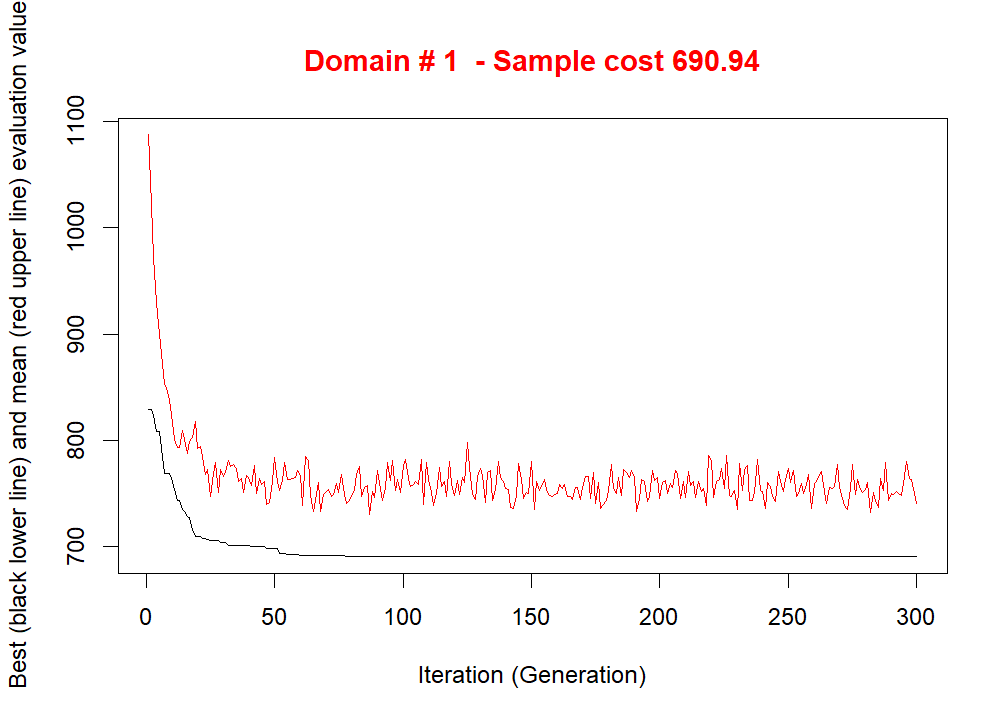 Domain # 1  - Sample cost 690.94
Best (black lower line) and mean (red upper line) evaluation value
1100
1000
900
800
700
0 50 100 150 200 250 300
Iteration (Generation)